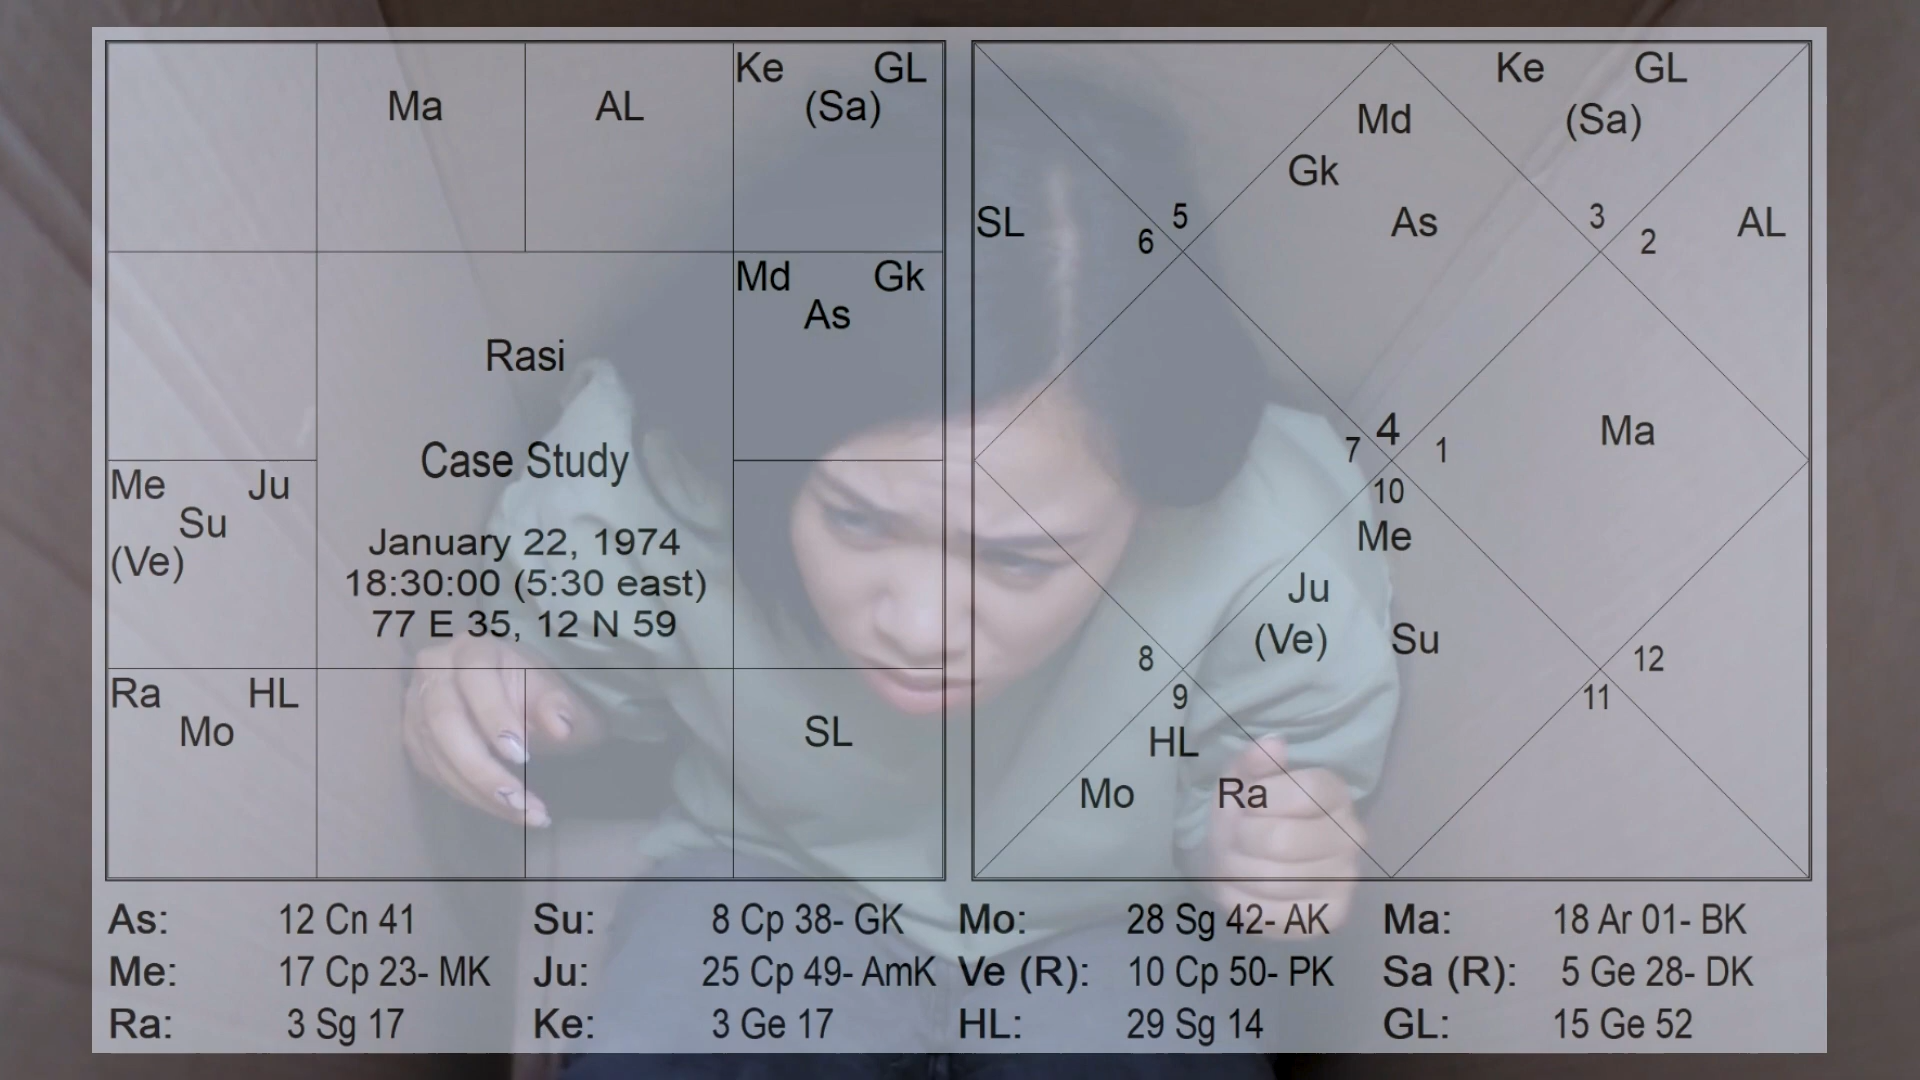 Ke GL
Ma AL (Sa)
Md Gk
As
Rasi
Case Study
Me Ju
Su
(Ve)
January 22, 1974
18:30:00 (5:30 east)
77 E 35, 12 N 59
Ra HL
Mo
SL
Ke GL
Md (Sa)
Gk
SL As AL
5 3
6 2
4 Ma
7 1
10
Me
Ju
(Ve) Su
8 12
9 11
HL
Mo Ra
As: 12 Cn 41 Su: 8 Cp 38- GK Mo: 28 Sg 42- AK Ma: 18 Ar 01- BK
Me: 17 Cp 23- MK Ju: 25 Cp 49- AmK Ve (R): 10 Cp 50- PK Sa (R): 5 Ge 28- DK
Ra: 3 Sg 17 Ke: 3 Ge 17 HL: 29 Sg 14 GL: 15 Ge 52